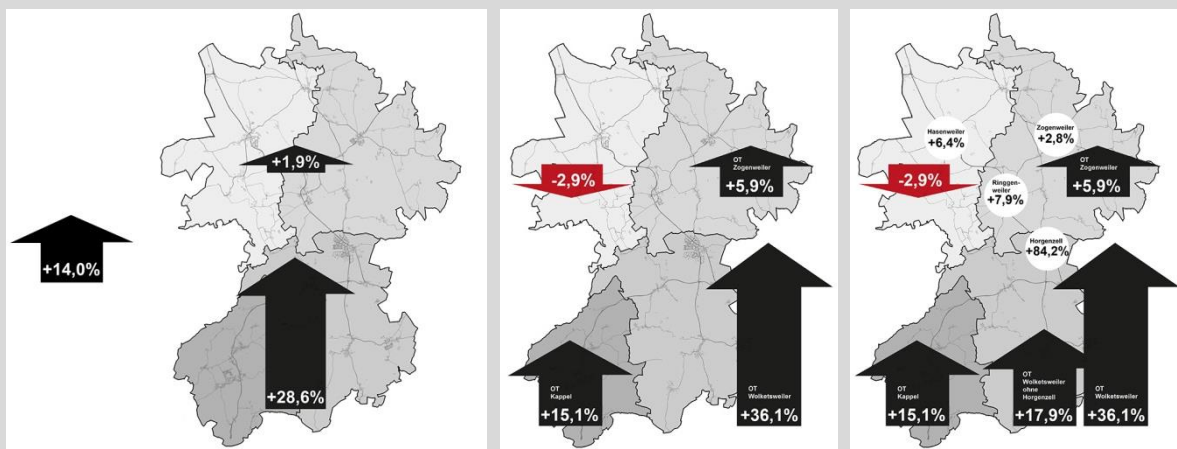 +1,9%
+14,0%
+28,6%
-2,9%
OT
Zogenweiler
+5,9%
OT
Kappel
+15,1%
OT
Wolketsweiler
+36,1%
Hasenweiler
+6,4%
Zogenweiler
+2,8%
-2,9%
OT
Zogenweiler
+5,9%
Ringgen-
weiler
+7,9%
Horgenzell
+84,2%
OT
Kappel
+15,1%
OT
Wolketsweiler
ohne
Horgenzell
+17,9%
OT
Wolketsweiler
+36,1%